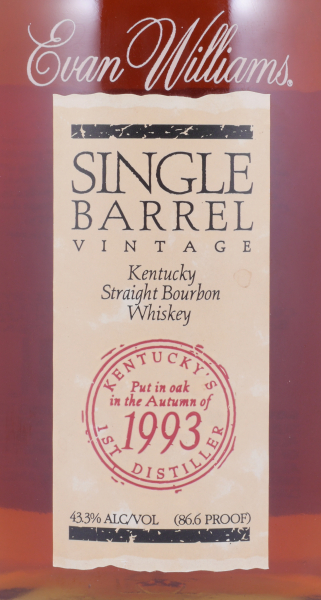 Evan Williams®
SINGLE
BARREL
VINTAGE
Kentucky
Straight Bourbon
Whiskey
KENTUCKY'S
Put in oak
in the Autumn of
1993
1ST DISTILLER
43.3% ALC/VOL (86.6 PROOF)